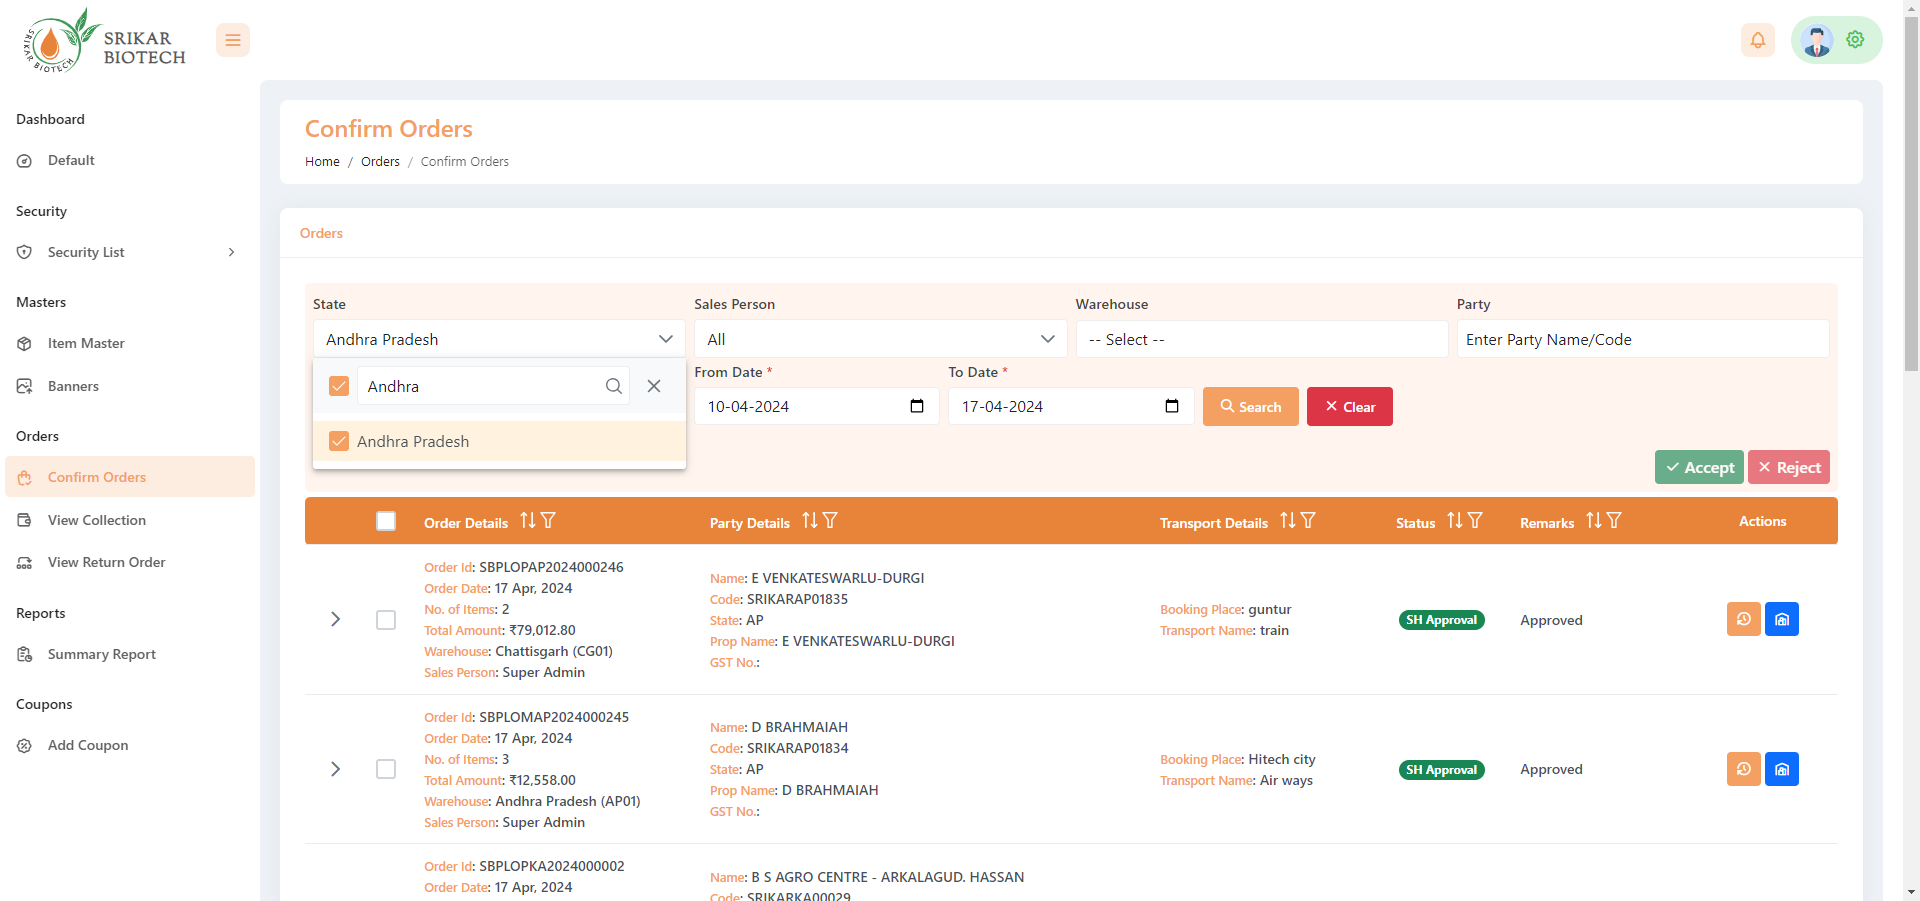 SRIKAR BIOTECH
SRIKAR
BIOTECH
Dashboard
Default
Security
Security List
Masters
Item Master
Banners
Orders
Confirm Orders
View Collection
View Return Order
Reports
Summary Report
Coupons
Add Coupon
Confirm Orders
Home / Orders / Confirm Orders
Orders
State
Sales Person
Warehouse
Party
Andhra Pradesh
All
-- Select --
Enter Party Name/Code
Andhra
Andhra Pradesh
From Date *
To Date *
10-04-2024
17-04-2024
Search
Clear
Accept
Reject
Order Details
Party Details
Transport Details
Status
Remarks
Actions
Order Id: SBPLOPAP2024000246
Order Date: 17 Apr, 2024
No. of Items: 2
Total Amount: ₹79,012.80
Warehouse: Chattisgarh (CG01)
Sales Person: Super Admin
Name: E VENKATESWARLU-DURGI
Code: SRIKARAP01835
State: AP
Prop Name: E VENKATESWARLU-DURGI
GST No.:
Booking Place: guntur
Transport Name: train
SH Approval
Approved
Order Id: SBPLOMAP2024000245
Order Date: 17 Apr, 2024
No. of Items: 3
Total Amount: ₹12,558.00
Warehouse: Andhra Pradesh (AP01)
Sales Person: Super Admin
Name: D BRAHMAIAH
Code: SRIKARAP01834
State: AP
Prop Name: D BRAHMAIAH
GST No.:
Booking Place: Hitech city
Transport Name: Air ways
SH Approval
Approved
Order Id: SBPLOPKA2024000002
Order Date: 17 Apr, 2024
Name: B S AGRO CENTRE - ARKALAGUD. HASSAN
Code: SRIKARKA00029